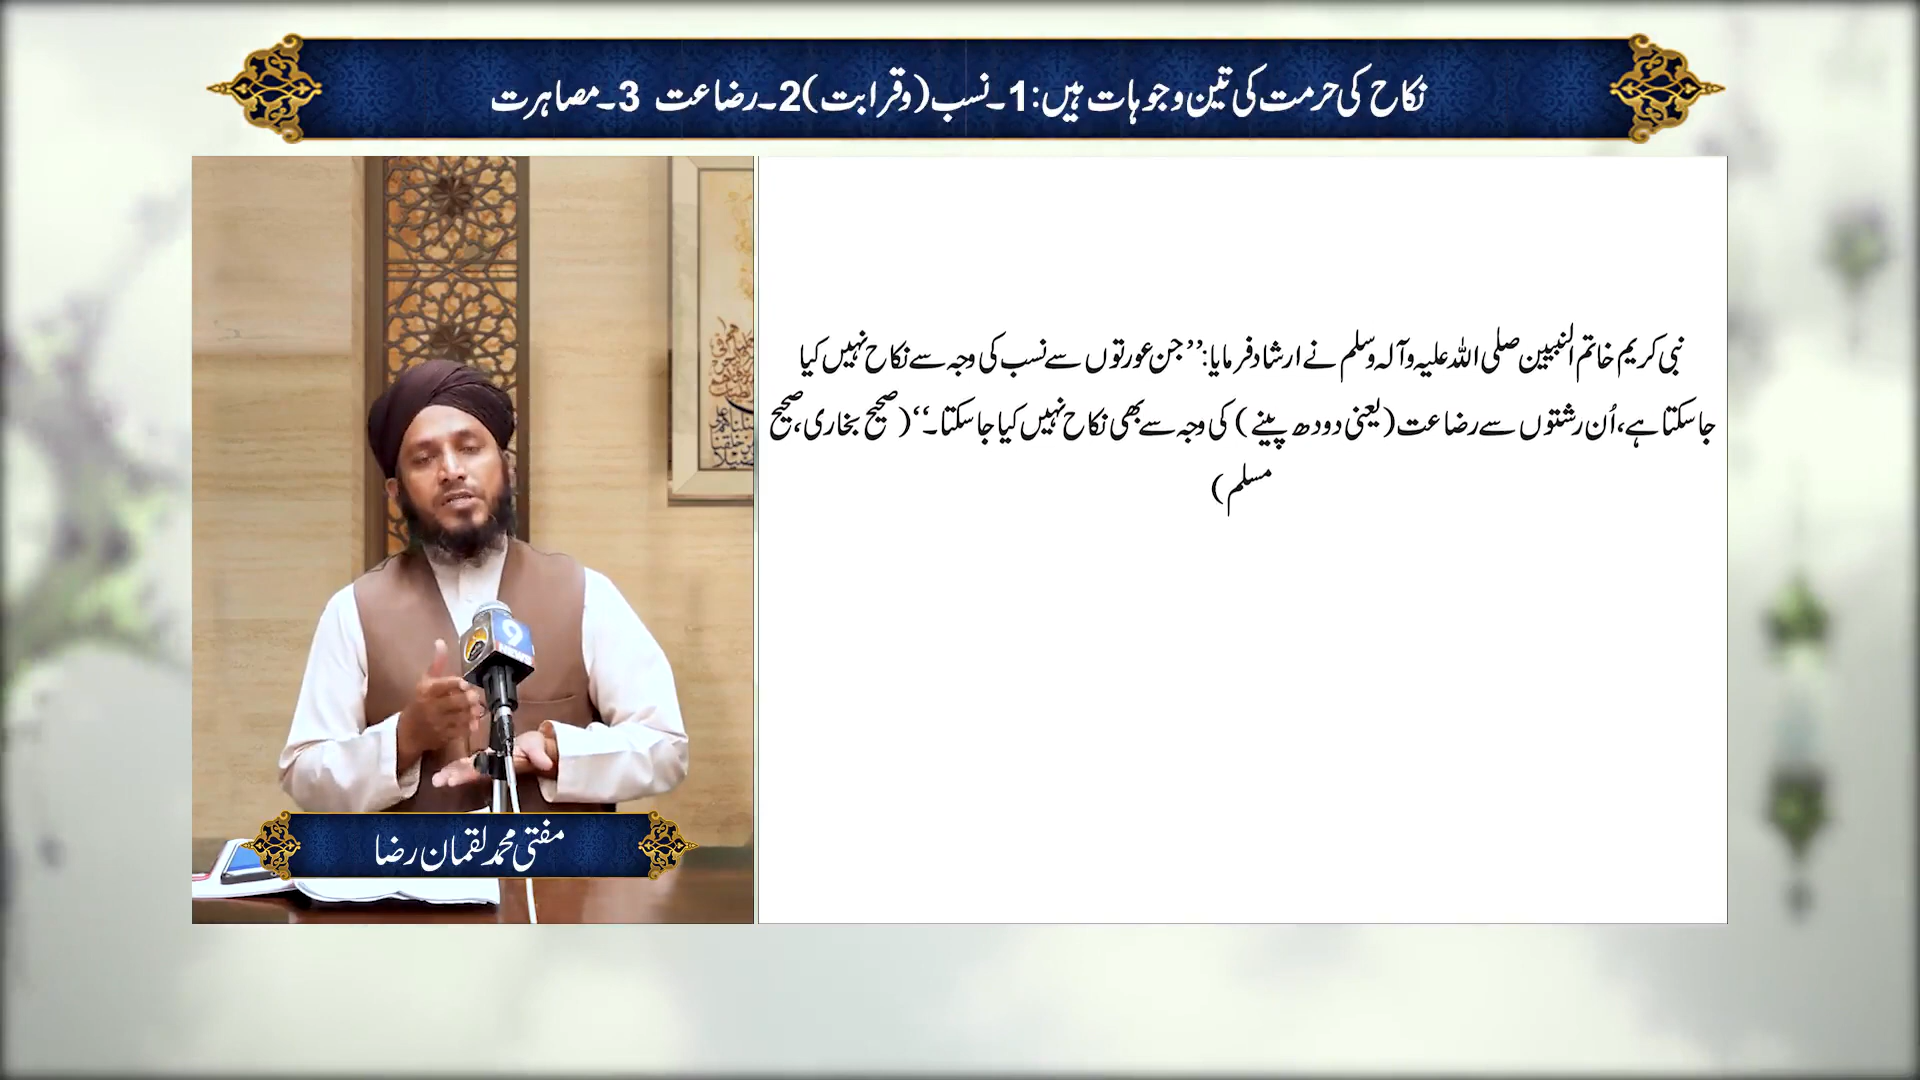 نکاح کی حرمت کی تین وجوہات ہیں: 1۔نسب (وقرابت) 2۔رضاعت 3۔مصاہرت
نبی کریم خاتم النبیین صلی اللہ علیہ وآلہ وسلم نے ارشاد فرمایا: ’’جن عورتوں سے نسب کی وجہ سے نکاح نہیں کیا
جاسکتا ہے، اُن رشتوں سے رضاعت (یعنی دودھ پینے) کی وجہ سے بھی نکاح نہیں کیا جاسکتا۔‘‘ (صحیح بخاری، صحیح
مسلم)
9
NEWS
مفتی محمد لقمان رضا